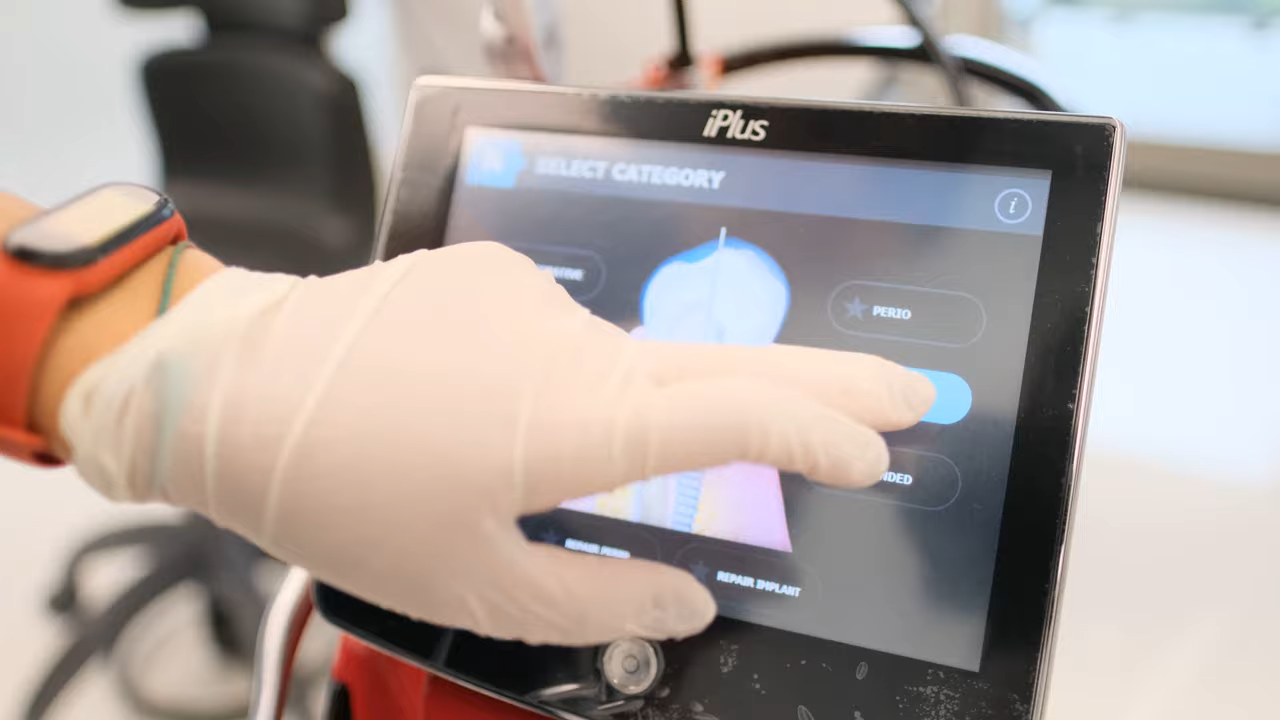 iPlus
SELECT CATEGORY
i
PERIO
REPAIR PERIO
REPAIR IMPLANT